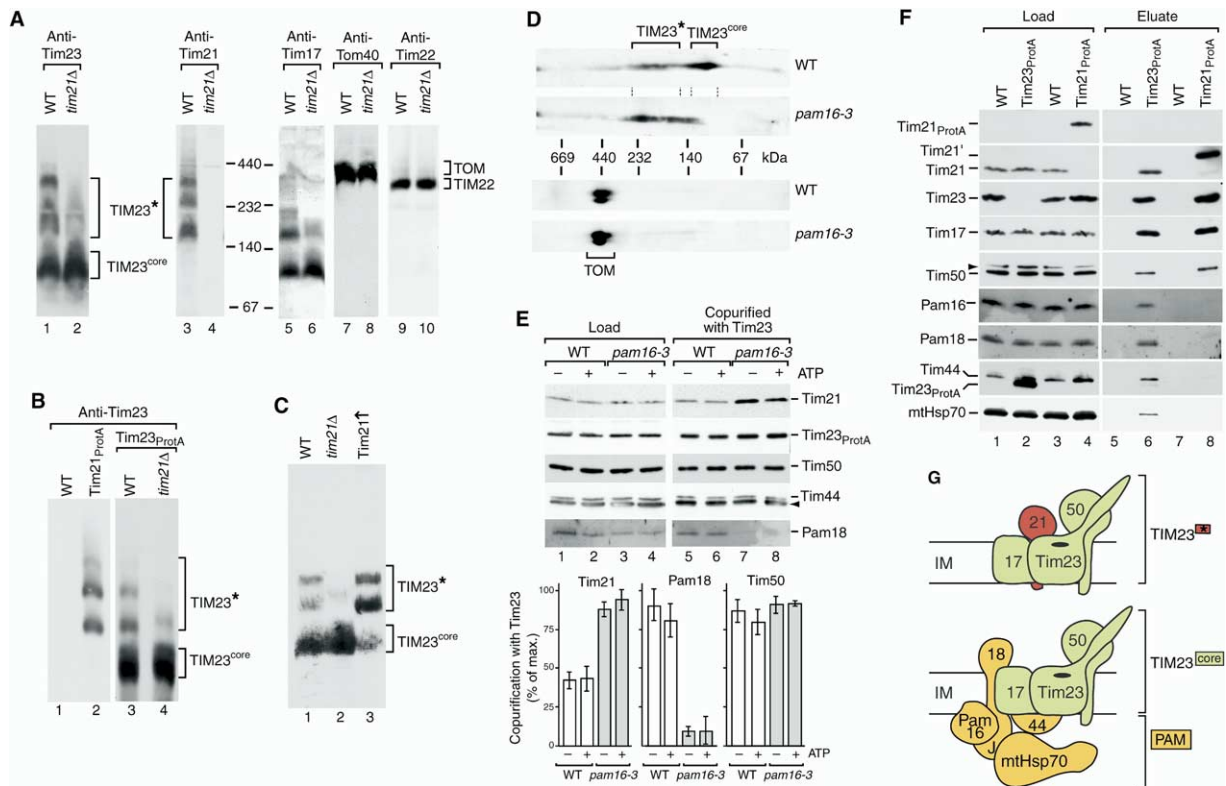 A
Anti-
Tim23
Anti-
Tim21
Anti-
Tim17
Anti-
Tom40
Anti-
Tim22
WT
tim21Δ
WT
tim21Δ
WT
tim21Δ
WT
tim21Δ
WT
tim21Δ
TIM23*
TIM23core
440
232
140
67
TOM
TIM22
1 2 3 4 5 6 7 8 9 10
B
Anti-Tim23
Tim23ProtA
WT
Tim21ProtA
WT
tim21Δ
TIM23*
TIM23core
1 2 3 4
C
WT
tim21Δ
Tim21↑
TIM23*
TIM23core
1 2 3
D
TIM23* TIM23core
WT
pam16-3
669 440 232 140 67 kDa
WT
pam16-3
TOM
E
Load
Copurified
with Tim23
WT pam16-3 WT pam16-3
– + – + – + – + ATP
Tim21
Tim23ProtA
Tim50
Tim44
Pam18
1 2 3 4 5 6 7 8
Tim21 Pam18 Tim50
Copurification with Tim23
(% of max.)
100
75
50
25
0
– + – + – + – + – + – + ATP
WT pam16-3 WT pam16-3 WT pam16-3
F
Load Eluate
WT
Tim23ProtA
WT
Tim21ProtA
WT
Tim23ProtA
WT
Tim21ProtA
Tim21ProtA
Tim21'
Tim21
Tim23
Tim17
Tim50
Pam16
Pam18
Tim44
Tim23ProtA
mtHsp70
1 2 3 4 5 6 7 8
G
21 50
IM 17 Tim23
TIM23*
18 50
IM 17 Tim23
TIM23core
Pam
16
44
J
mtHsp70
PAM